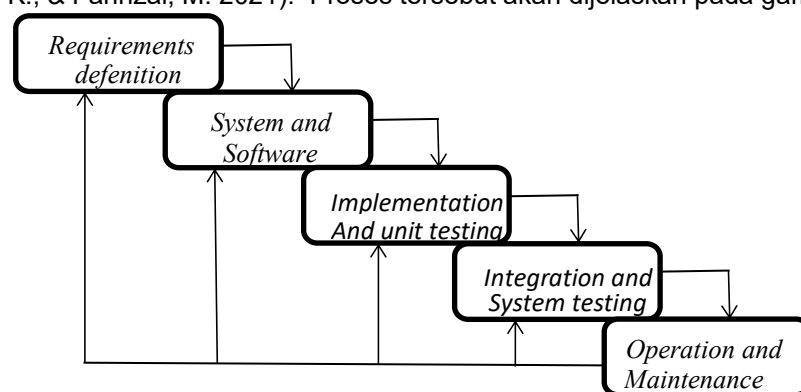 K., & Fahrizal, M. 2021). Proses tersebut akan dijelaskan pada gam
Requirements
defenition
System and
Software
Implementation
And unit testing
Integration and
System testing
Operation and
Maintenance